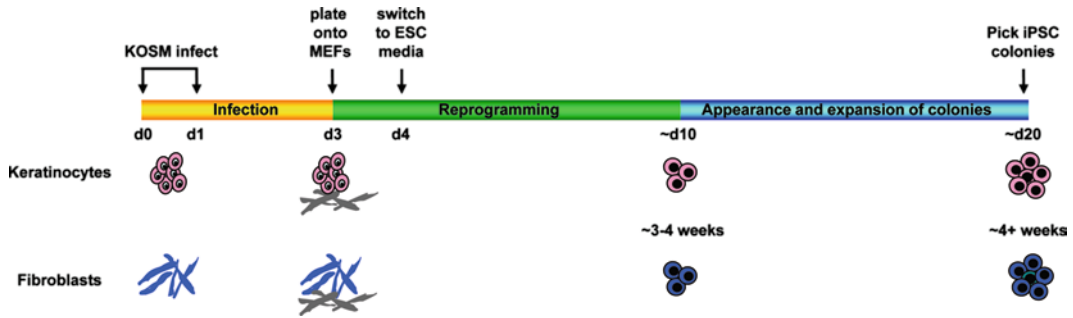 KOSM infect
plate
onto
MEFs
switch
to ESC
media
Pick iPSC
colonies
Infection
Reprogramming
Appearance and expansion of colonies
d0
d1
d3
d4
~d10
~d20
Keratinocytes
~3-4 weeks
~4+ weeks
Fibroblasts